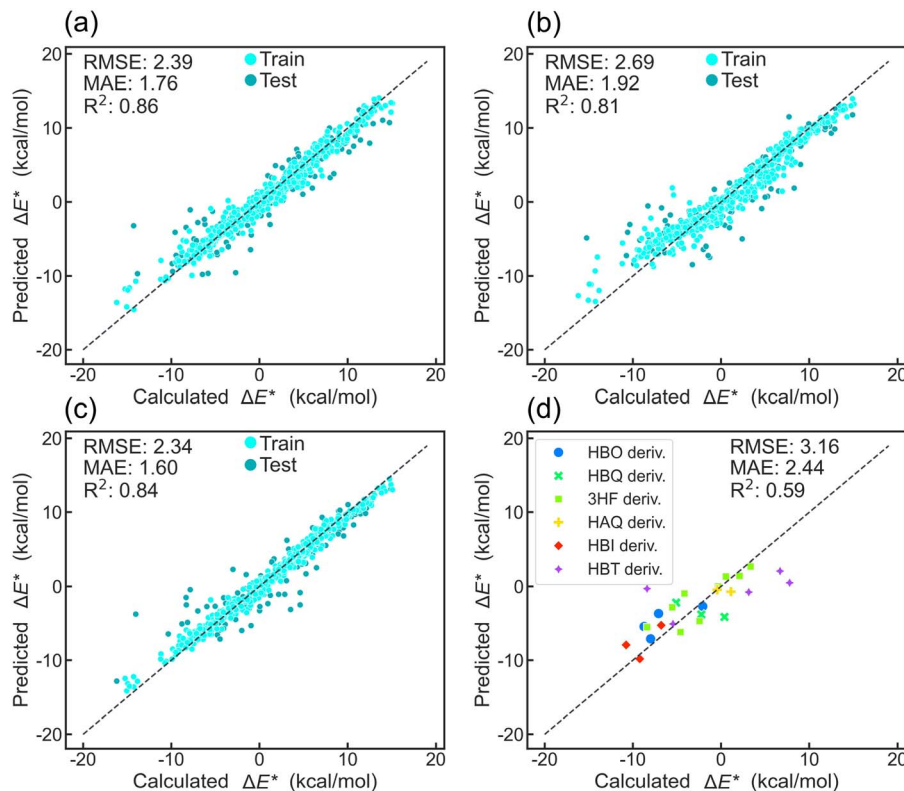 (a)
RMSE: 2.39
MAE: 1.76
R²: 0.86
Train
Test
20
10
0
-10
-20
Predicted ΔE* (kcal/mol)
-20 -10 0 10 20
Calculated ΔE* (kcal/mol)
(b)
RMSE: 2.69
MAE: 1.92
R²: 0.81
Train
Test
20
10
0
-10
-20
Predicted ΔE* (kcal/mol)
-20 -10 0 10 20
Calculated ΔE* (kcal/mol)
(c)
RMSE: 2.34
MAE: 1.60
R²: 0.84
Train
Test
20
10
0
-10
-20
Predicted ΔE* (kcal/mol)
-20 -10 0 10 20
Calculated ΔE* (kcal/mol)
(d)
HBO deriv.
HBQ deriv.
3HF deriv.
HAQ deriv.
HBI deriv.
HBT deriv.
RMSE: 3.16
MAE: 2.44
R²: 0.59
20
10
0
-10
-20
Predicted ΔE* (kcal/mol)
-20 -10 0 10 20
Calculated ΔE* (kcal/mol)